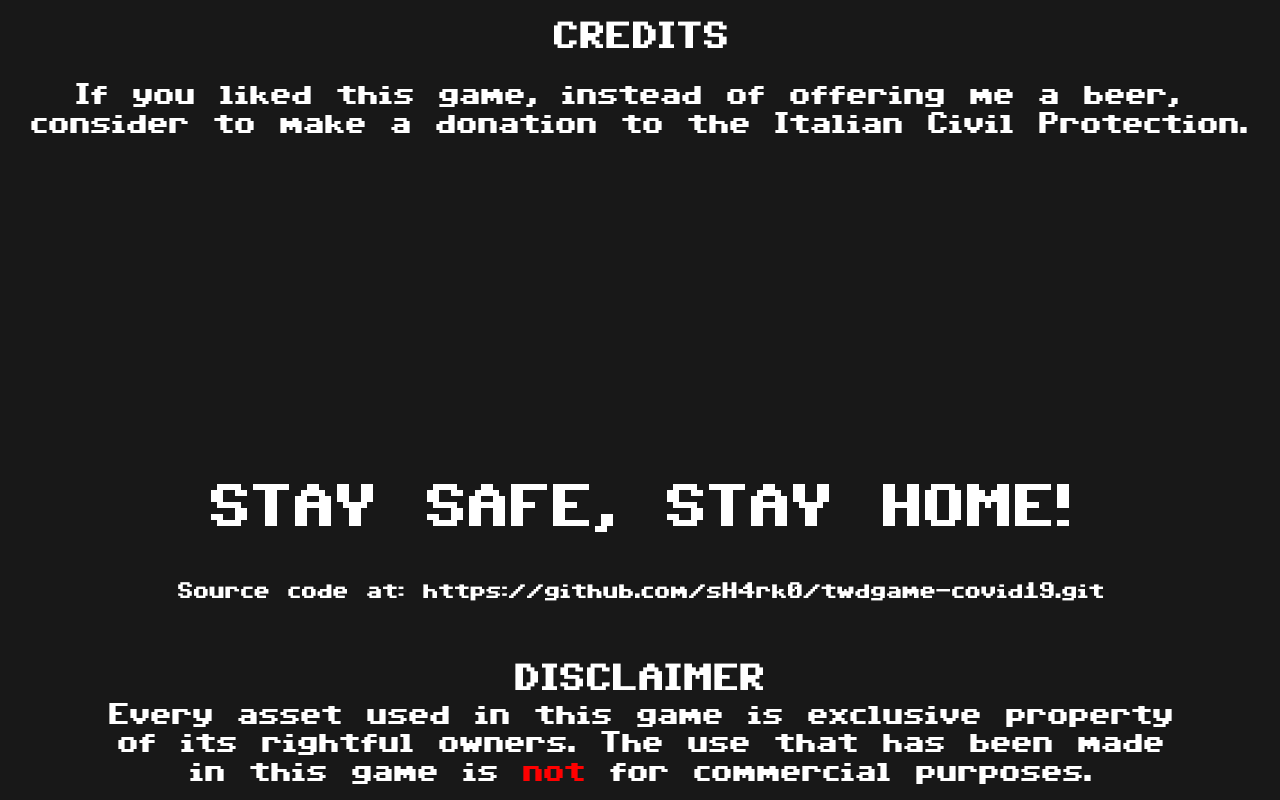 CREDITS
If you liked this game, instead of offering me a beer,
consider to make a donation to the Italian Civil Protection.
STAY SAFE, STAY HOME!
Source code at: https://github.com/sH4rk0/twdgame-covid19.git
DISCLAIMER
Every asset used in this game is exclusive property
of its rightful owners. The use that has been made
in this game is not for commercial purposes.